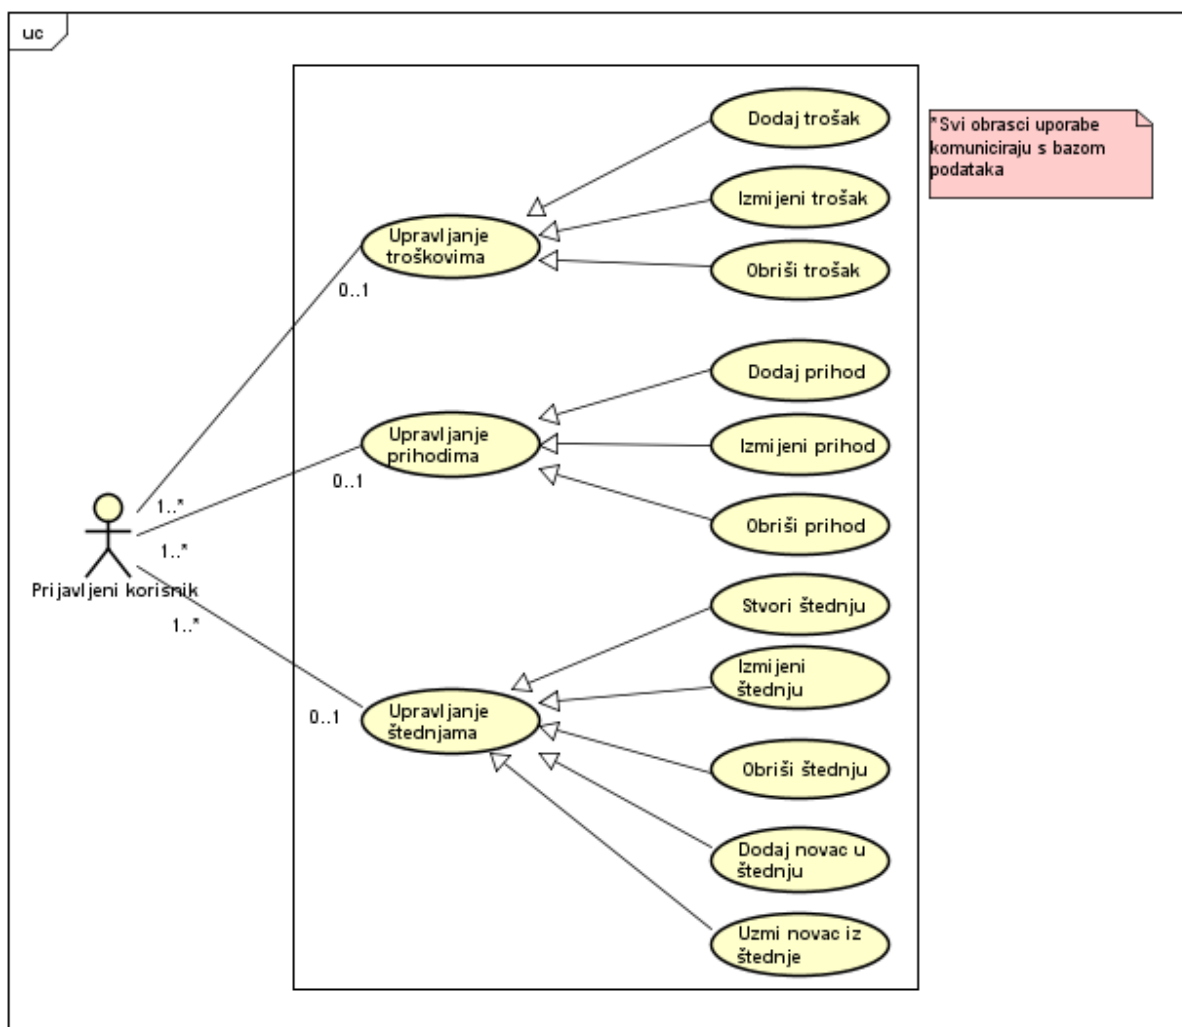 uc
Dodaj trošak
*Svi obrasci uporabe
komuniciraju s bazom
podataka
Izmijeni trošak
Upravljanje
troškovima
Obriši trošak
0..1
Dodaj prihod
Upravljanje
prihodima
Izmijeni prihod
0..1
1..*
Obriši prihod
1..*
Prijavljeni korisnik
Stvori štednju
1..*
Izmijeni
štednju
Upravljanje
štednjama
0..1
Obriši štednju
Dodaj novac u
štednju
Uzmi novac iz
štednje